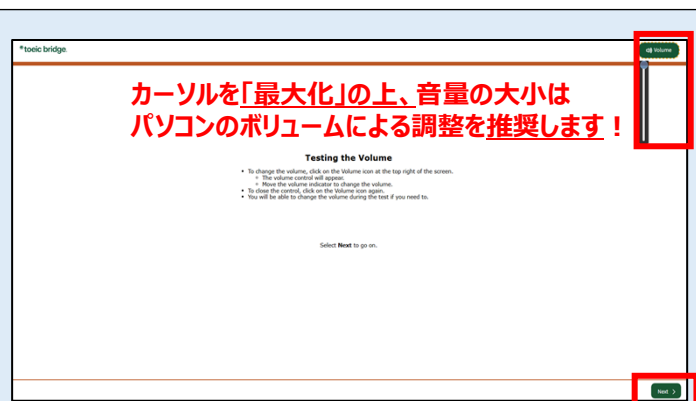 *toeic bridge.
Volume
カーソルを「最大化」の上、音量の大小は
パソコンのボリュームによる調整を推奨します！
Testing the Volume
• To change the volume, click on the Volume icon at the top right of the screen.
The volume control will appear.
Move the volume indicator to change the volume.
• To close the control, click on the Volume icon again.
• You will be able to change the volume during the test if you need to.
Select Next to go on.
Next >